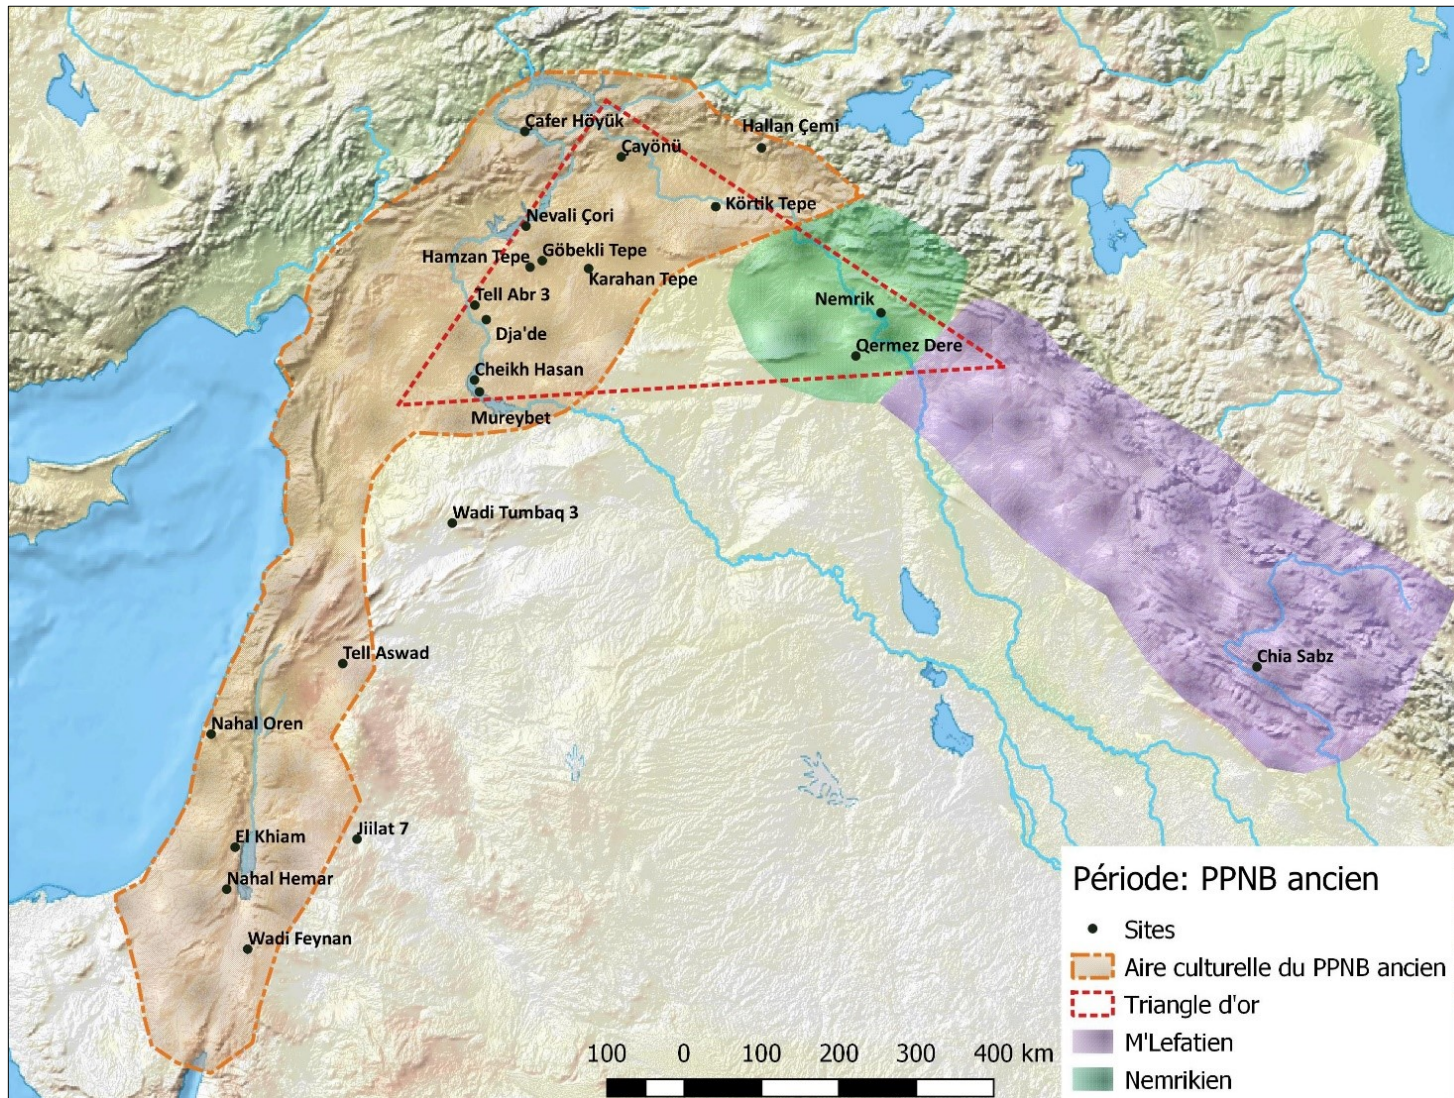 Çafer Höyük
Hallan Çemi
Çayönü
Körtik Tepe
Nevali Çori
Göbekli Tepe
Hamzan Tepe
Karahan Tepe
Tell Abr 3
Nemrik
Dja'de
Qermez Dere
Cheikh Hasan
Mureybet
Wadi Tumbaq 3
Tell Aswad
Chia Sabz
Nahal Oren
Jiilat 7
El Khiam
Nahal Hemar
Wadi Feynan
Période: PPNB ancien
Sites
Aire culturelle du PPNB ancien
Triangle d'or
M'Lefatien
Nemrikien
100 0 100 200 300 400 km